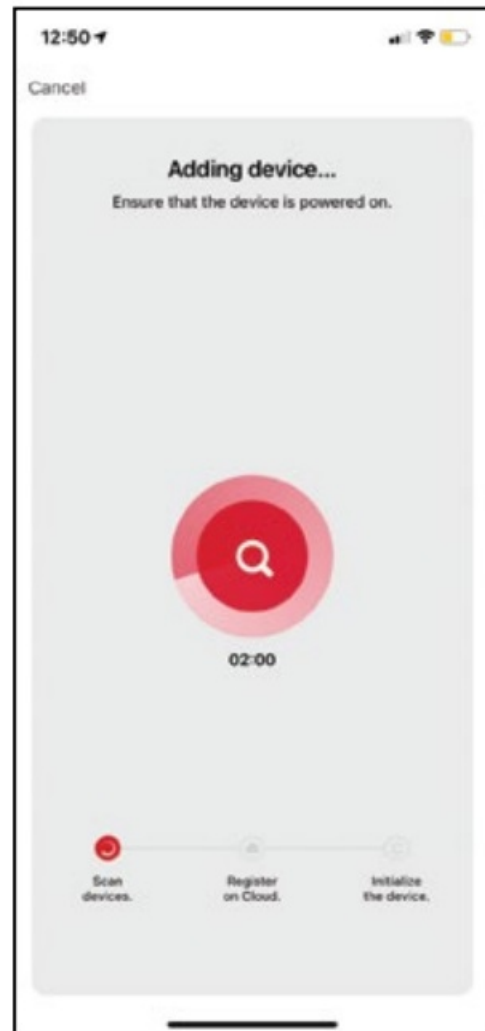 12:50
Cancel
Adding device...
Ensure that the device is powered on.
02:00
Scan
devices.
Register
on Cloud.
Initialize
the device.